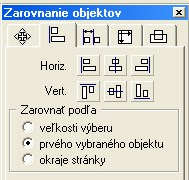 Zarovnanie objektov
Horiz.
Vert.
Zarovnať podľa
veľkosti výberu
prvého vybraného objektu
okraje stránky